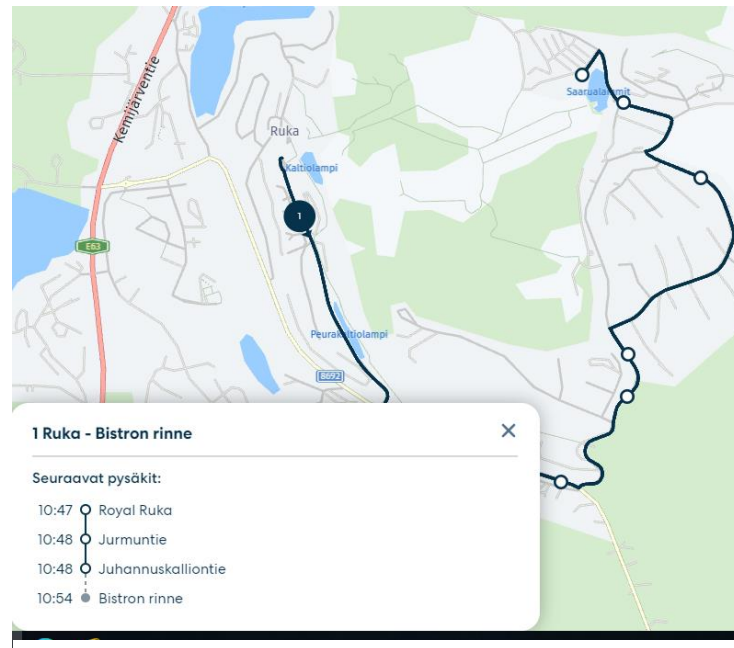 Kemijärventie
Saarualammit
Ruka
Kaltiolampi
1
E63
Peurakaltiolampi
8692
1 Ruka - Bistron rinne
Seuraavat pysäkit:
10:47 Royal Ruka
10:48 Jurmuntie
10:48 Juhannuskalliontie
10:54 Bistron rinne